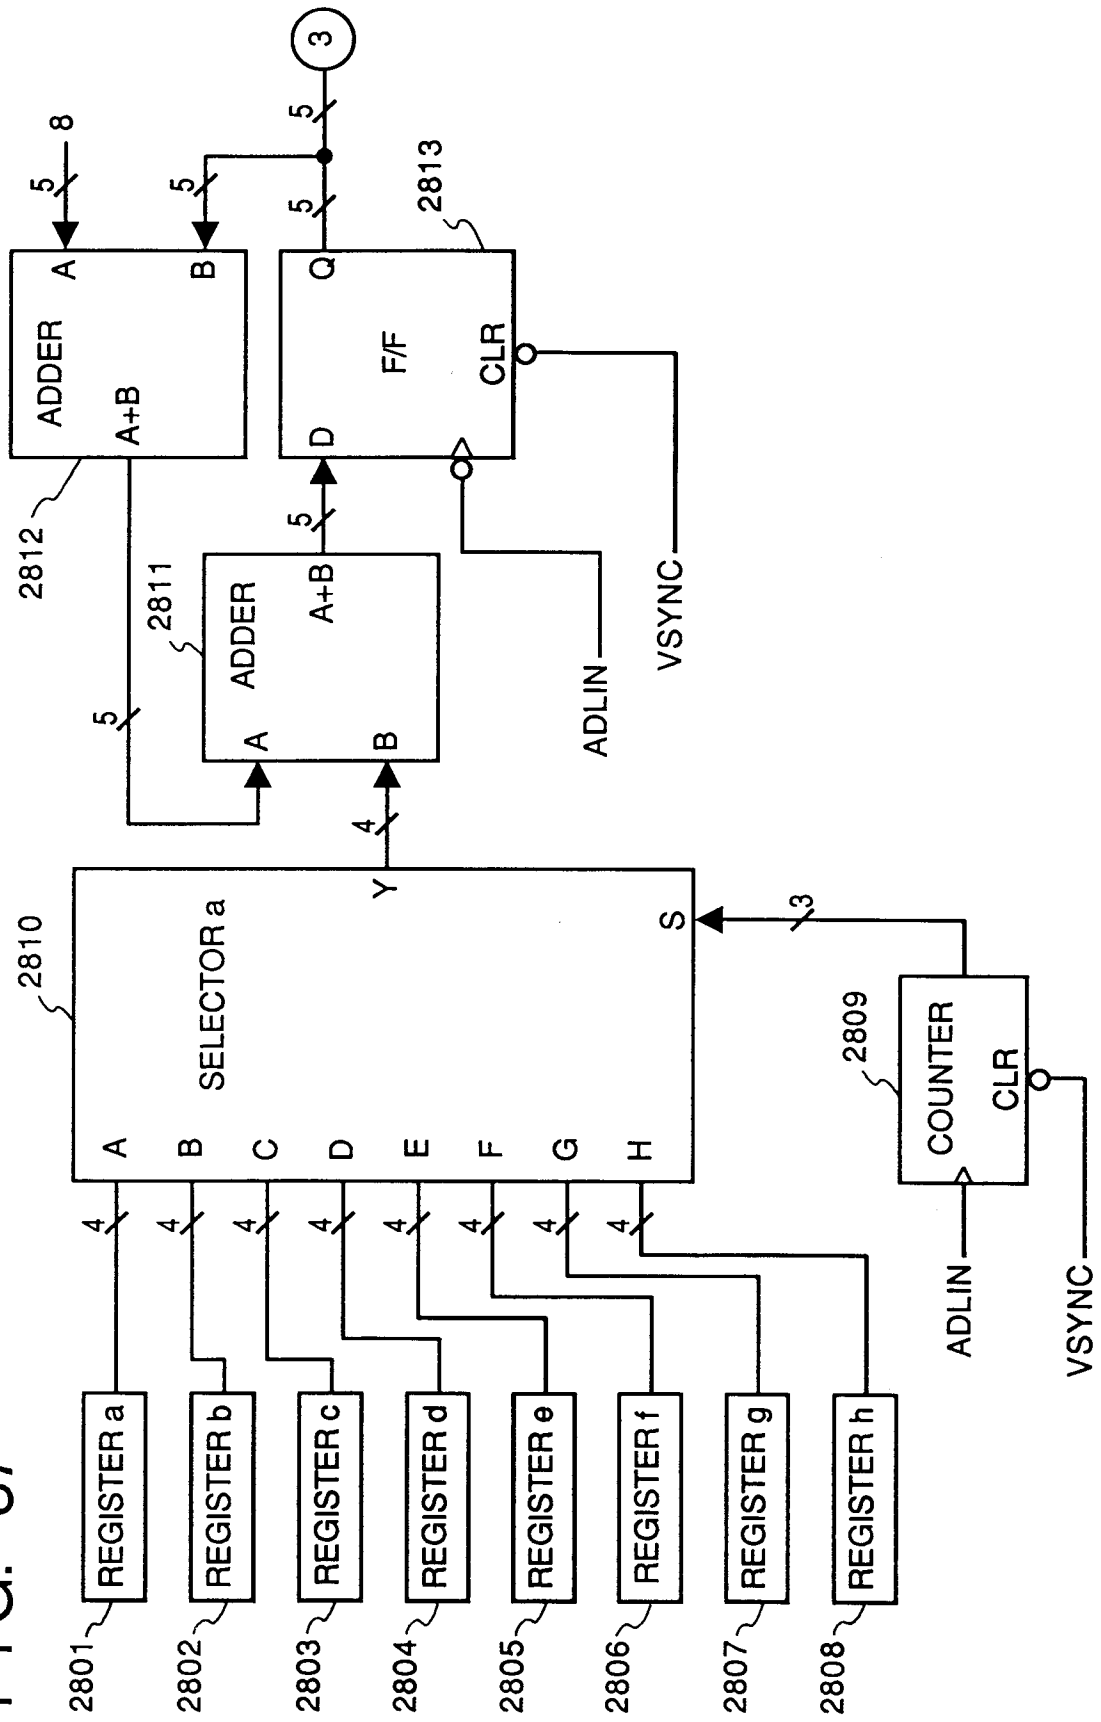 2801
REGISTER a
4
A
2802
REGISTER b
4
B
2803
REGISTER c
4
C
2804
REGISTER d
4
D
2805
REGISTER e
4
E
2806
REGISTER f
4
F
2807
REGISTER g
4
G
2808
REGISTER h
4
H
2810
SELECTOR a
Y
S
3
2809
COUNTER
CLR
ADLIN
VSYNC
4
5
2811
ADDER
A
B
A+B
5
2812
ADDER
A+B
A
B
5
8
5
2813
D
F/F
Q
CLR
ADLIN
VSYNC
5
5
3